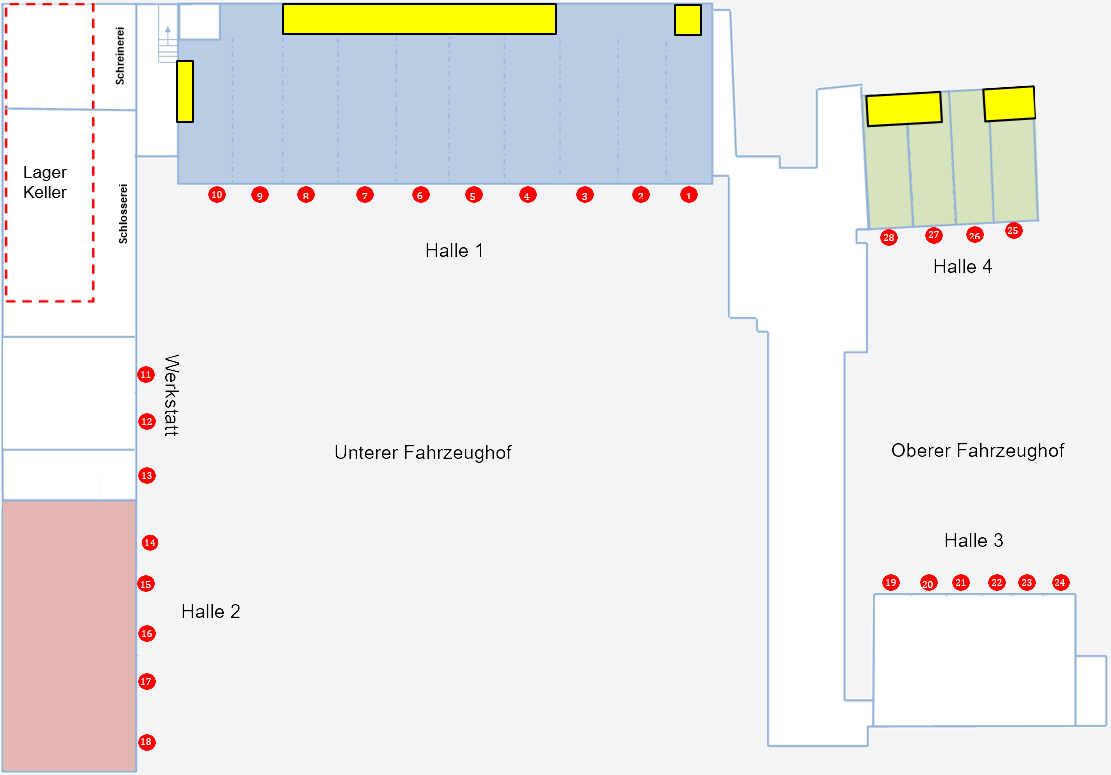 Schreinerei
Lager
Keller
Schlosserei
10 9 8 7 6 5 4 3 2 1
Halle 1
28 27 26 25
Halle 4
11
Werkstatt
12
13
Unterer Fahrzeughof
Oberer Fahrzeughof
14
15
Halle 2
16
17
18
Halle 3
19 20 21 22 23 24